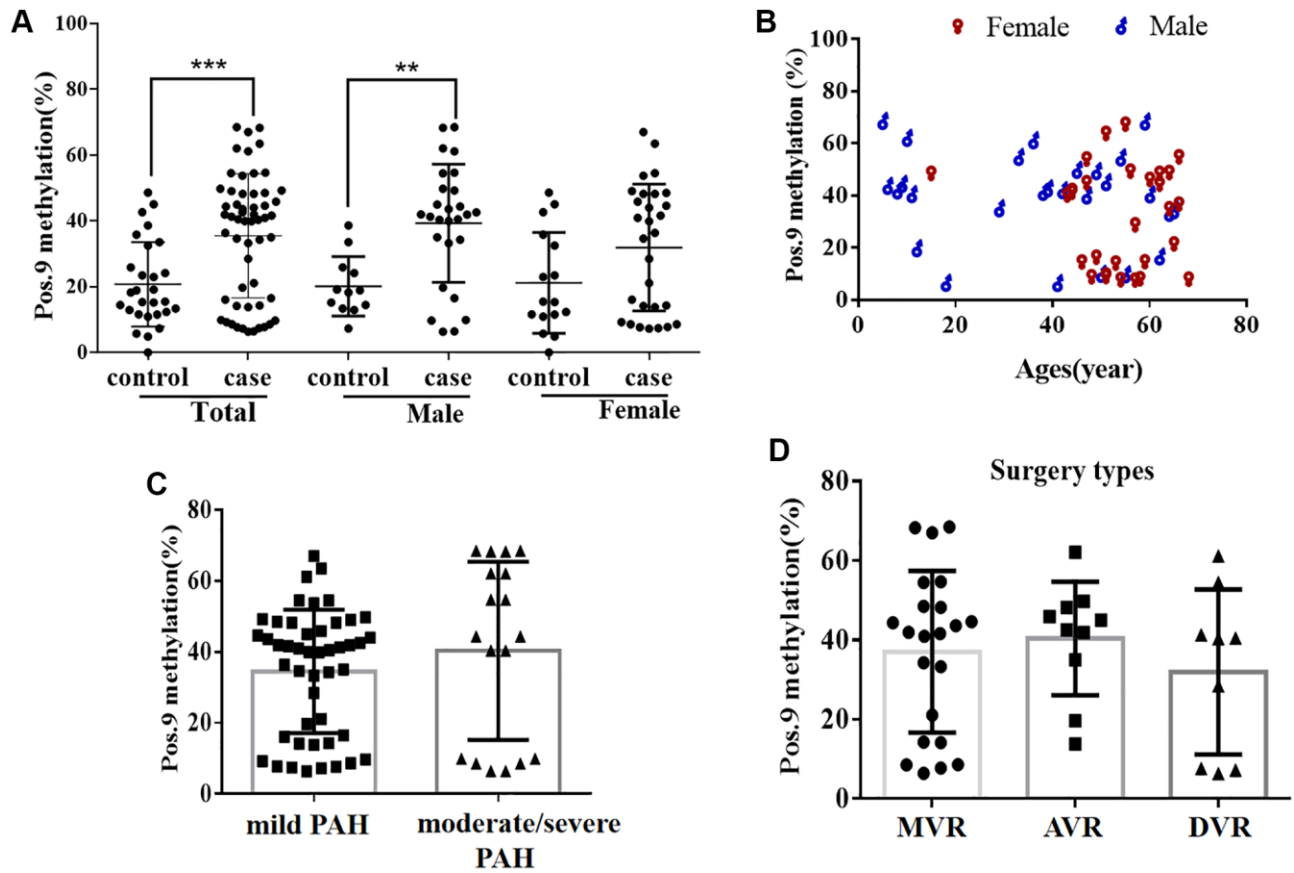 A
Pos.9 methylation(%)
100
80
60
40
20
0
***
**
control case control case control case
Total Male Female
B
Female Male
Pos.9 methylation (%)
100
80
60
40
20
0
0 20 40 60 80
Ages(year)
C
Pos.9 methylation(%)
80
60
40
20
0
mild PAH moderate/severe
PAH
D
Surgery types
Pos.9 methylation(%)
80
60
40
20
0
MVR AVR DVR